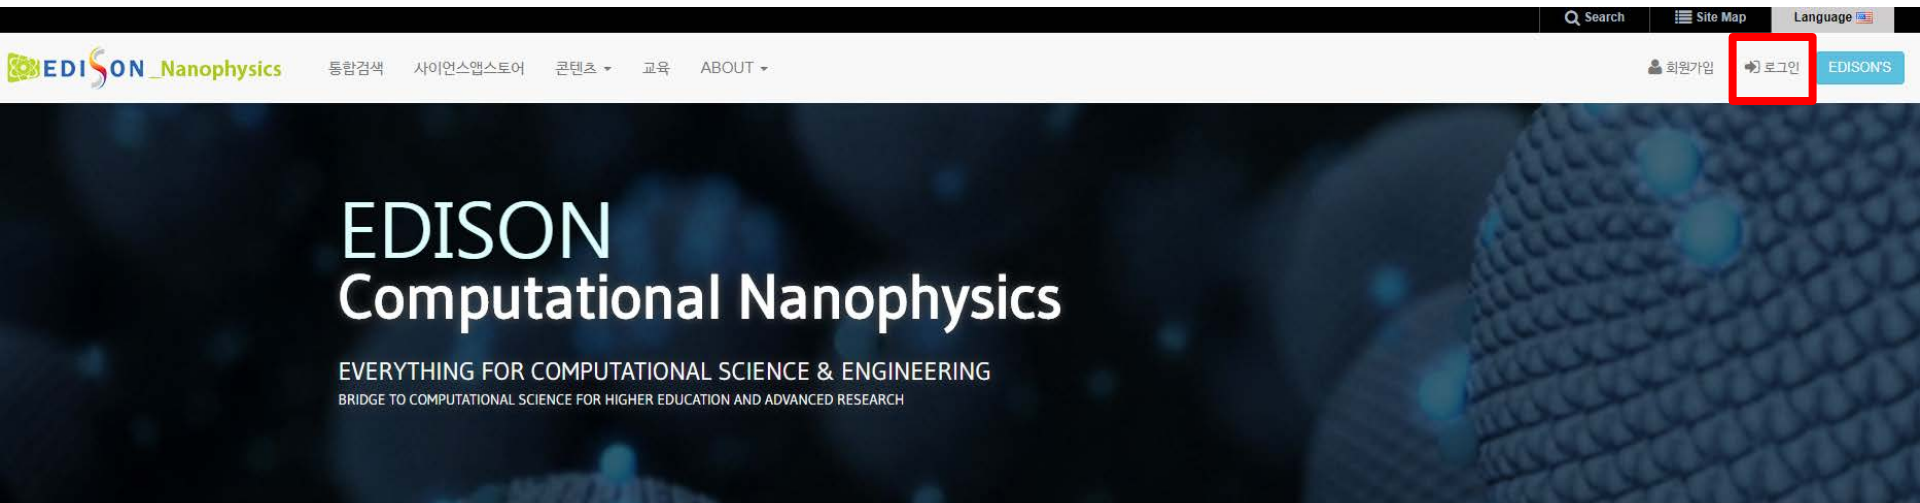 Search Site Map Language
EDISON_Nanophysics 통합검색 사이언스앱스토어 콘텐츠 교육 ABOUT 회원가입 로그인 EDISON'S
EDISON
Computational Nanophysics
EVERYTHING FOR COMPUTATIONAL SCIENCE & ENGINEERING
BRIDGE TO COMPUTATIONAL SCIENCE FOR HIGHER EDUCATION AND ADVANCED RESEARCH